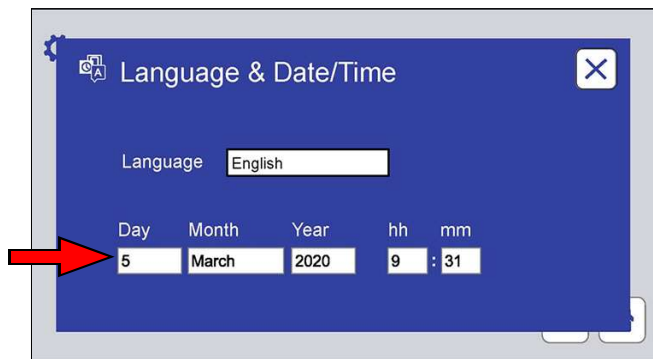 Language & Date/Time
Language English
Day Month Year hh mm
5 March 2020 9 : 31